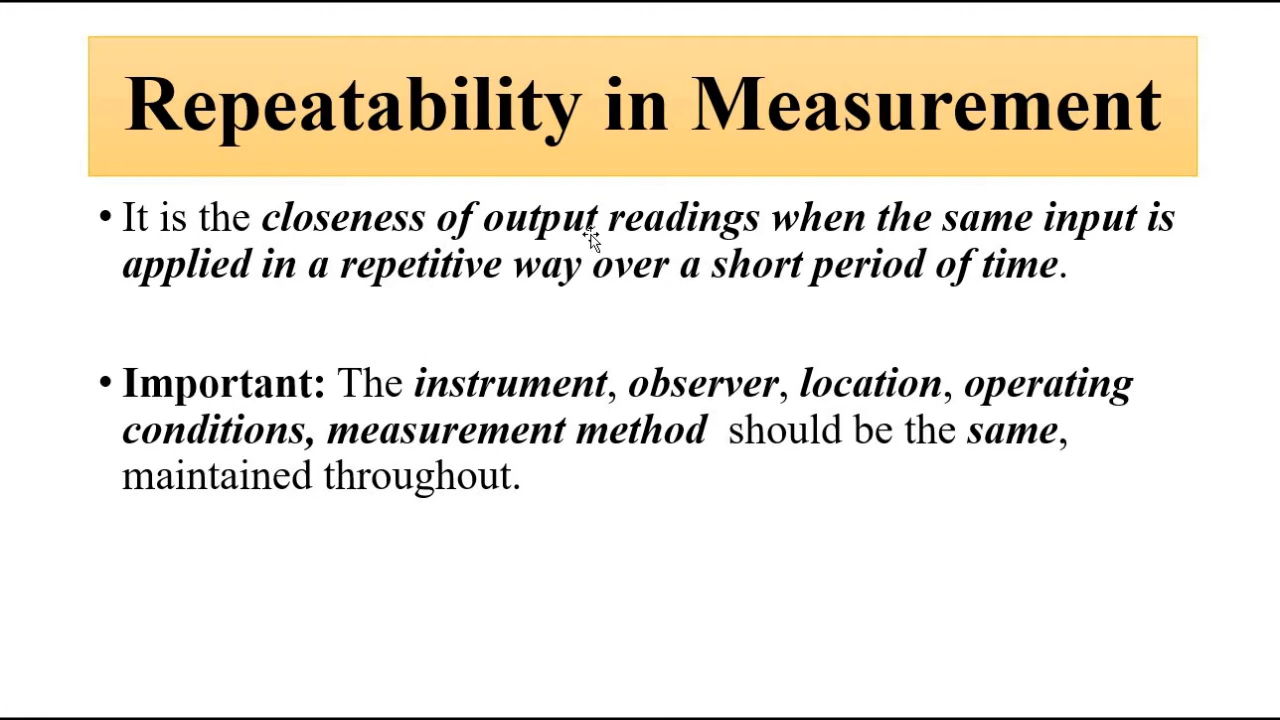 Repeatability in Measurement
• It is the closeness of output readings when the same input is
applied in a repetitive way over a short period of time.
• Important: The instrument, observer, location, operating
conditions, measurement method should be the same,
maintained throughout.